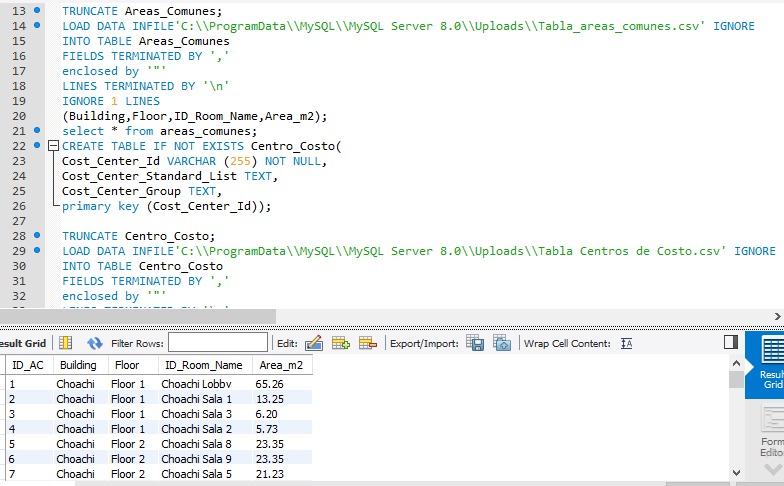 13 TRUNCATE Areas_Comunes;
14 LOAD DATA INFILE'C:\\ProgramData\\MySQL\\MySQL Server 8.0\\Uploads\\Tabla_areas_comunes.csv' IGNORE
15 INTO TABLE Areas_Comunes
16 FIELDS TERMINATED BY ','
17 enclosed by '"'
18 LINES TERMINATED BY '\n'
19 IGNORE 1 LINES
20 (Building,Floor,ID_Room_Name,Area_m2);
21 select * from areas_comunes;
22 CREATE TABLE IF NOT EXISTS Centro_Costo(
23 Cost_Center_Id VARCHAR (255) NOT NULL,
24 Cost_Center_Standard_List TEXT,
25 Cost_Center_Group TEXT,
26 primary key (Cost_Center_Id));
27
28 TRUNCATE Centro_Costo;
29 LOAD DATA INFILE'C:\\ProgramData\\MySQL\\MySQL Server 8.0\\Uploads\\Tabla Centros de Costo.csv' IGNORE
30 INTO TABLE Centro_Costo
31 FIELDS TERMINATED BY ','
32 enclosed by '"'
esult Grid Filter Rows: Edit: Export/Import: Wrap Cell Content: IA
ID_AC Building Floor ID_Room_Name Area_m2
1 Choachi Floor 1 Choachi Lobby 65.26
2 Choachi Floor 1 Choachi Sala 1 13.25
3 Choachi Floor 1 Choachi Sala 3 6.20
4 Choachi Floor 1 Choachi Sala 2 5.73
5 Choachi Floor 2 Choachi Sala 8 23.35
6 Choachi Floor 2 Choachi Sala 9 23.35
7 Choachi Floor 2 Choachi Sala 5 21.23
Resu
Grid
Form
Edito